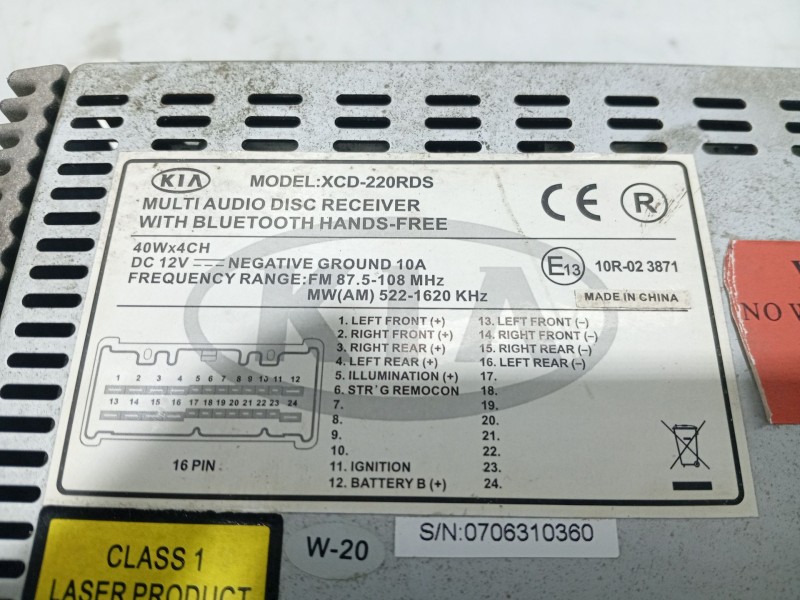 KIA
MODEL:XCD-220RDS
MULTI AUDIO DISC RECEIVER
WITH BLUETOOTH HANDS-FREE
CE R
40Wx4CH
DC 12V NEGATIVE GROUND 10A
FREQUENCY RANGE:FM 87.5-108 MHz
MW(AM) 522-1620 KHz
E13 10R-02 3871
MADE IN CHINA
NO
KIA
1. LEFT FRONT (+) 13. LEFT FRONT (-)
2. RIGHT FRONT (+) 14. RIGHT FRONT (-)
3. RIGHT REAR (+) 15. RIGHT REAR (-)
4. LEFT REAR (+) 16. LEFT REAR (-)
5. ILLUMINATION (+) 17.
6. STR'G REMOCON 18.
7. 19.
8. 20.
9. 21.
10. 22.
11. IGNITION 23.
12. BATTERY B (+) 24.
1 2 3 4 5 6 7 8 9 10 11 12
13 14 15 16 17 18 19 20 21 22 23 24
16 PIN
CLASS 1
LASER PRODUCT
W-20
S/N:0706310360